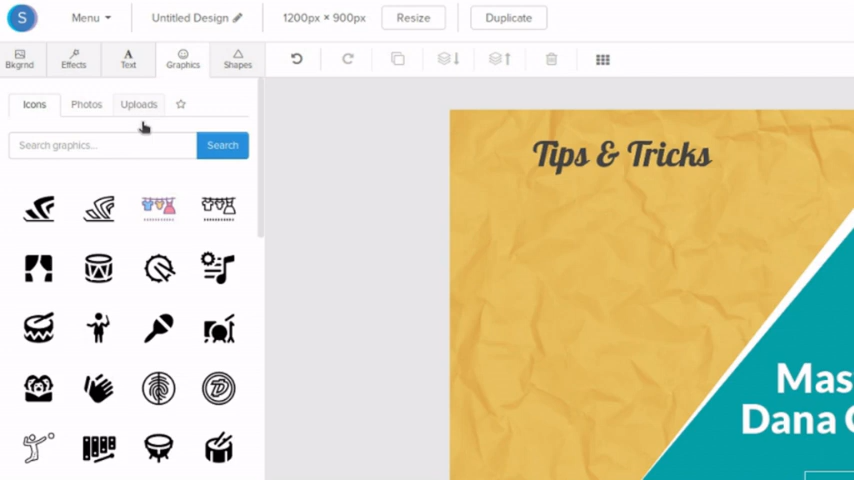 S Menu Untitled Design 1200px × 900px Resize Duplicate
Bkgrnd Effects Text Graphics Shapes
Icons Photos Uploads
Search graphics... Search
Tips & Tricks
Mas
Dana